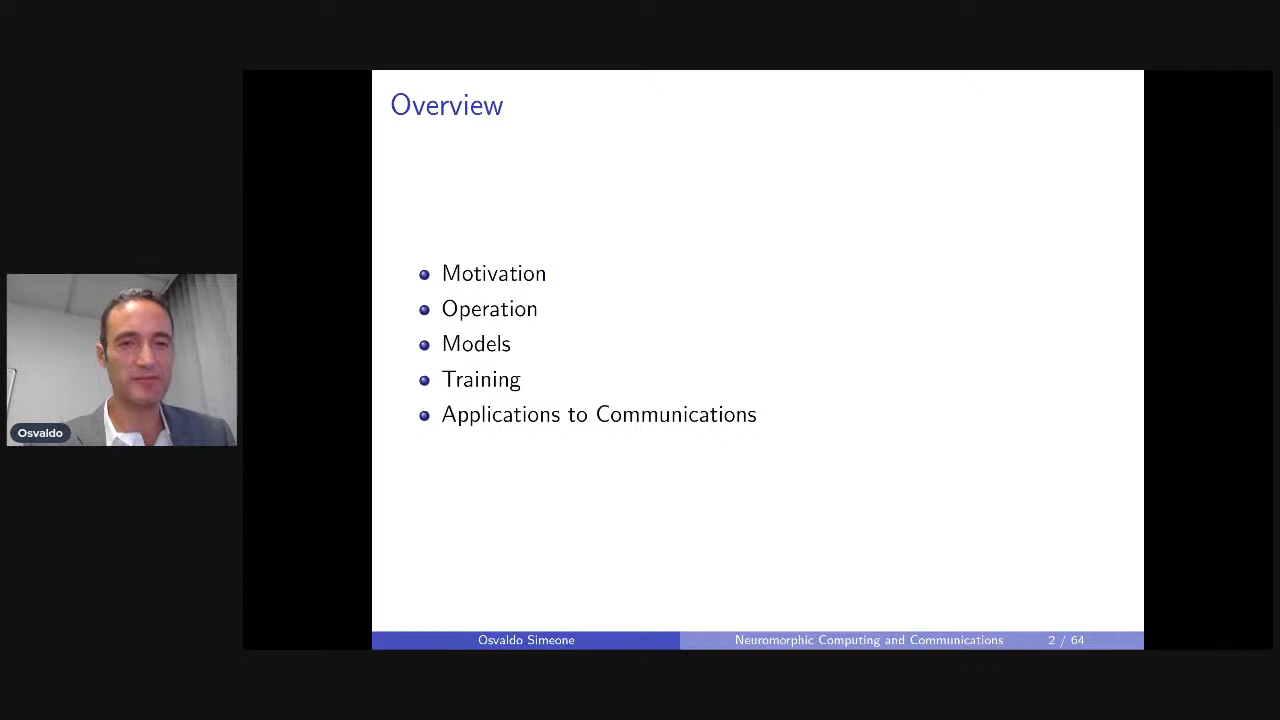 Overview
Motivation
Operation
Models
Training
Applications to Communications
Osvaldo
Osvaldo Simeone
Neuromorphic Computing and Communications
2 / 64